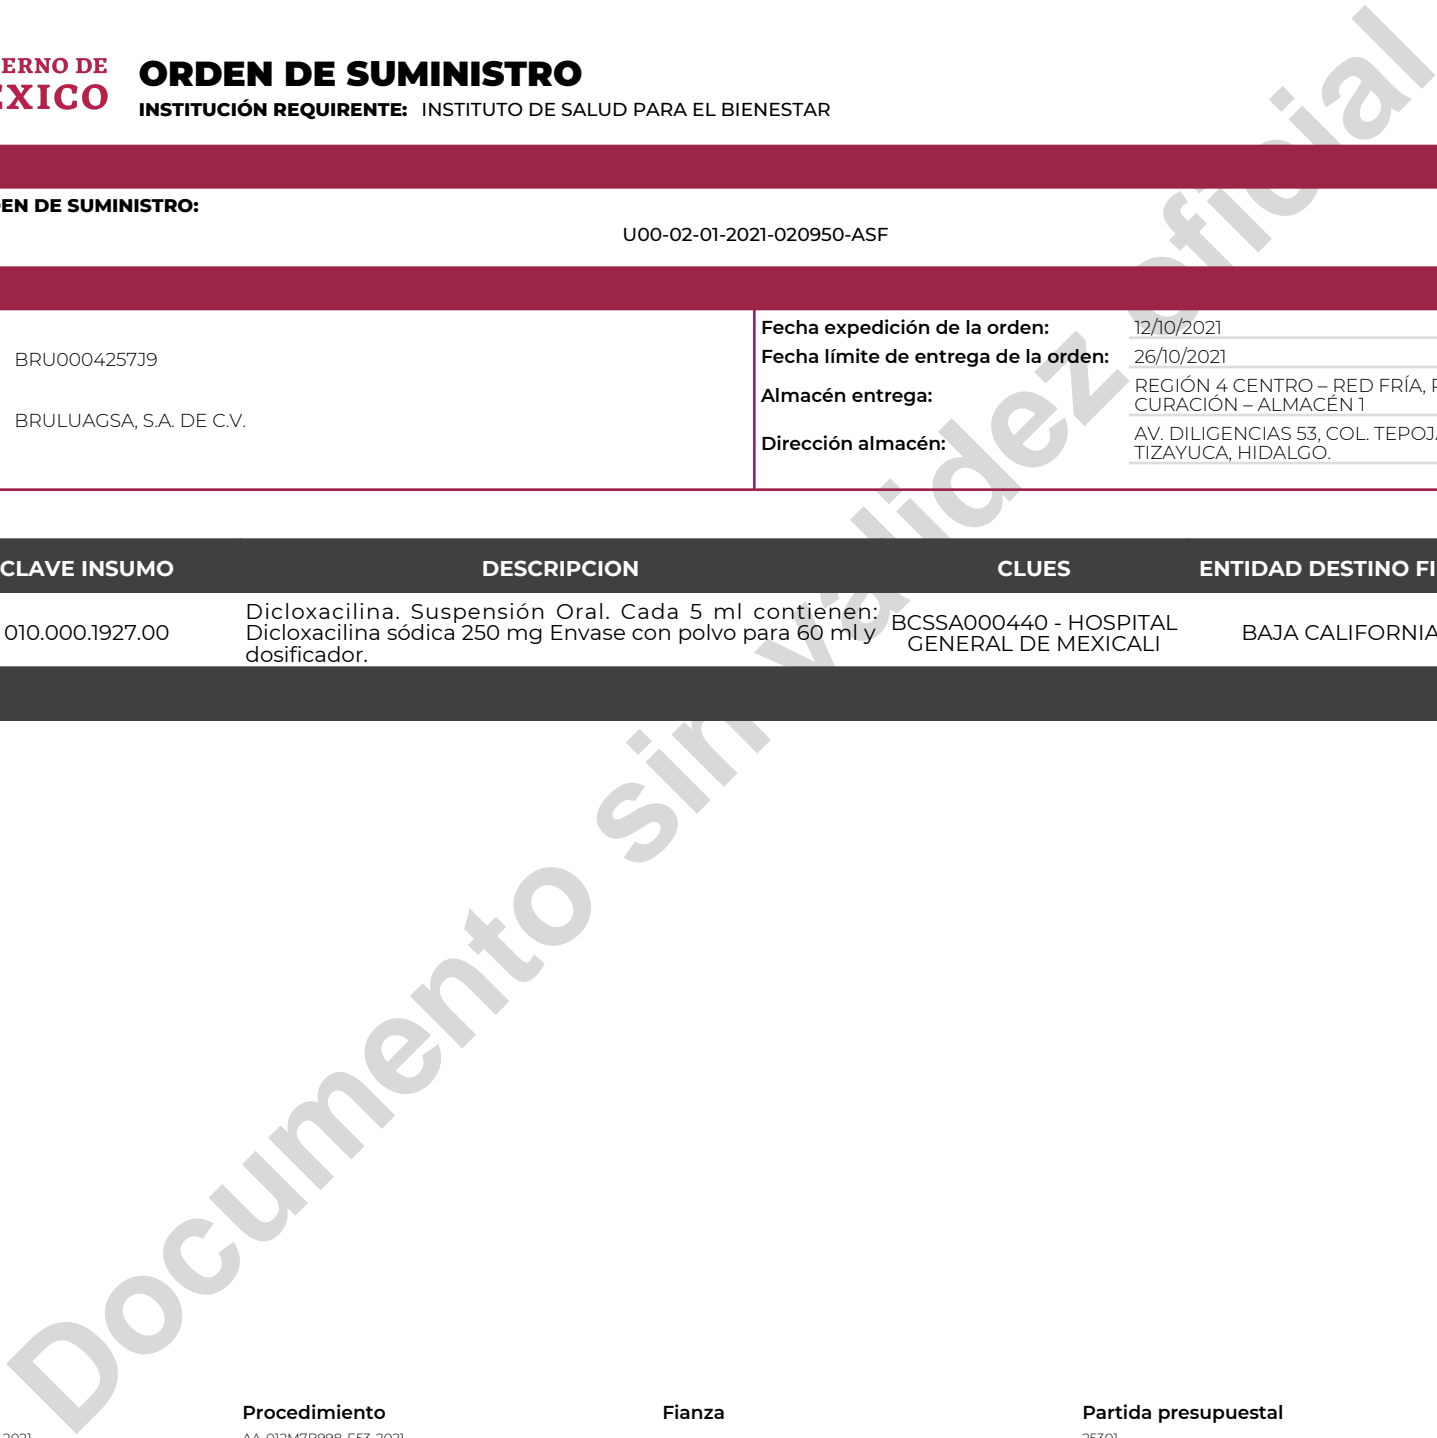 ERNO DE
ÉXICO
ORDEN DE SUMINISTRO
INSTITUCIÓN REQUIRENTE: INSTITUTO DE SALUD PARA EL BIENESTAR
EN DE SUMINISTRO:
U00-02-01-2021-020950-ASF
BRU0004257J9
BRULUAGSA, S.A. DE C.V.
Fecha expedición de la orden: 12/10/2021
Fecha límite de entrega de la orden: 26/10/2021
Almacén entrega: REGIÓN 4 CENTRO – RED FRÍA,
CURACIÓN – ALMACÉN 1
Dirección almacén: AV. DILIGENCIAS 53, COL. TEPOJ
TIZAYUCA, HIDALGO.
CLAVE INSUMO DESCRIPCION CLUES ENTIDAD DESTINO FI
010.000.1927.00
Dicloxacilina. Suspensión Oral. Cada 5 ml contienen:
Dicloxacilina sódica 250 mg Envase con polvo para 60 ml y
dosificador.
BCSSA000440 - HOSPITAL
GENERAL DE MEXICALI
BAJA CALIFORNIA
Documento sin validez oficial
Procedimiento Fianza Partida presupuestal